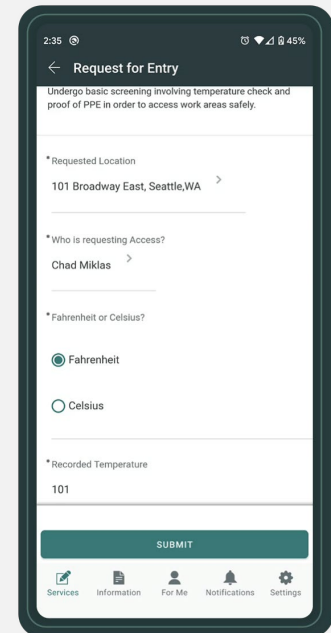 2:35 45%
Request for Entry
Undergo basic screening involving temperature check and
proof of PPE in order to access work areas safely.
*Requested Location
101 Broadway East, Seattle,WA
*Who is requesting Access?
Chad Miklas
*Fahrenheit or Celsius?
Fahrenheit
Celsius
*Recorded Temperature
101
SUBMIT
Services Information For Me Notifications Settings